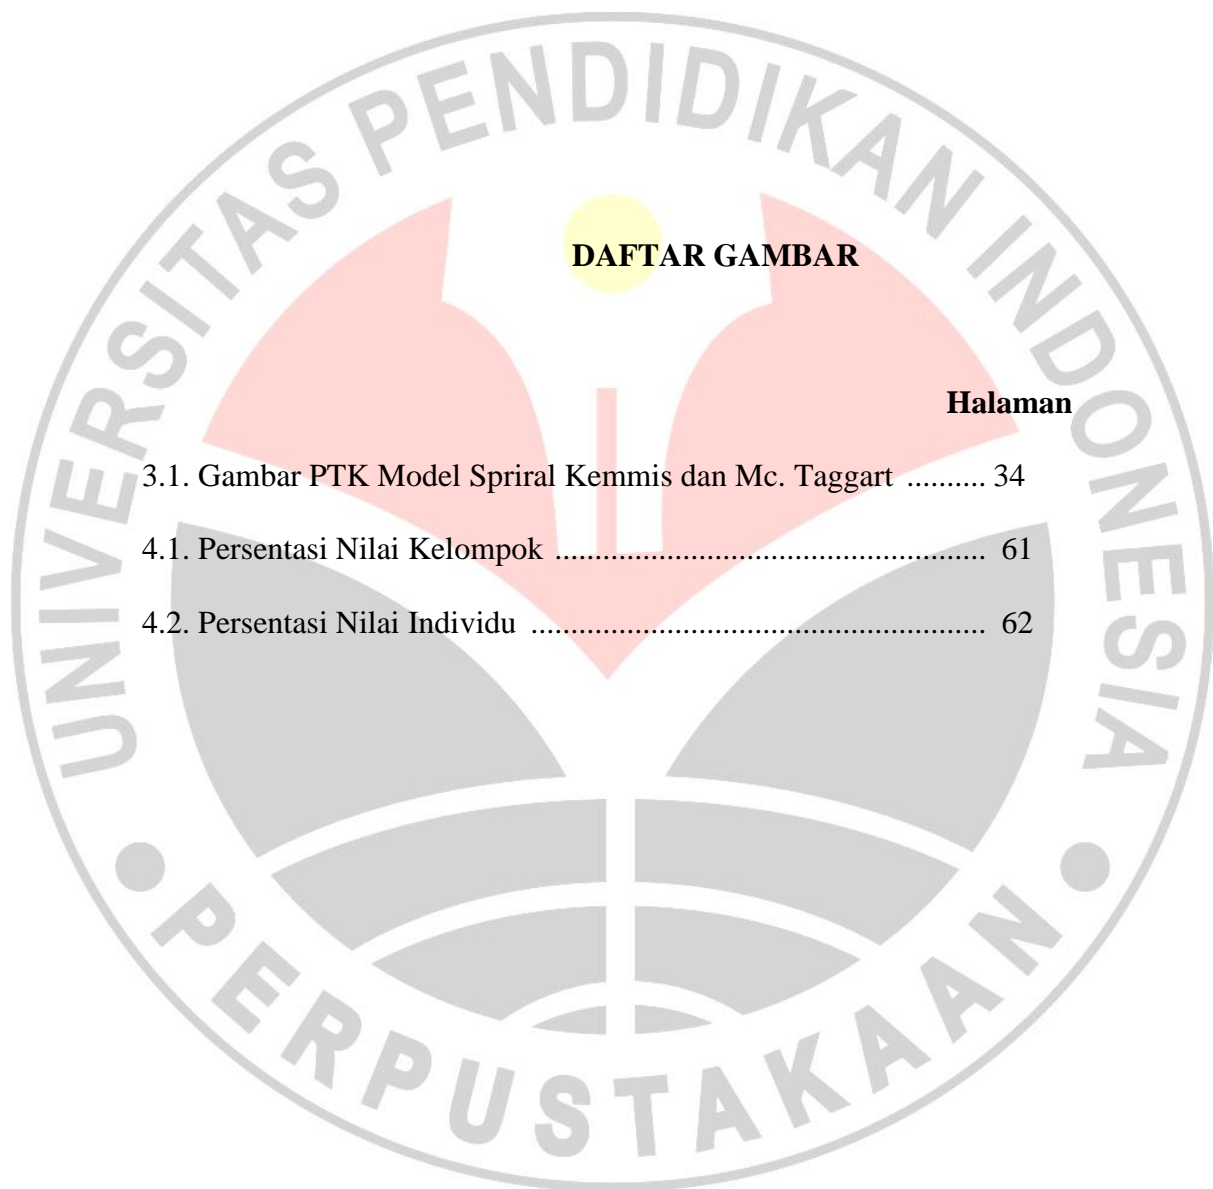 UNIVERSITAS PENDIDIKAN INDONESIA
DAFTAR GAMBAR
Halaman
3.1. Gambar PTK Model Spriral Kemmis dan Mc. Taggart .......... 34
4.1. Persentasi Nilai Kelompok ..................................................... 61
4.2. Persentasi Nilai Individu ........................................................ 62
PERPUSTAKAAN